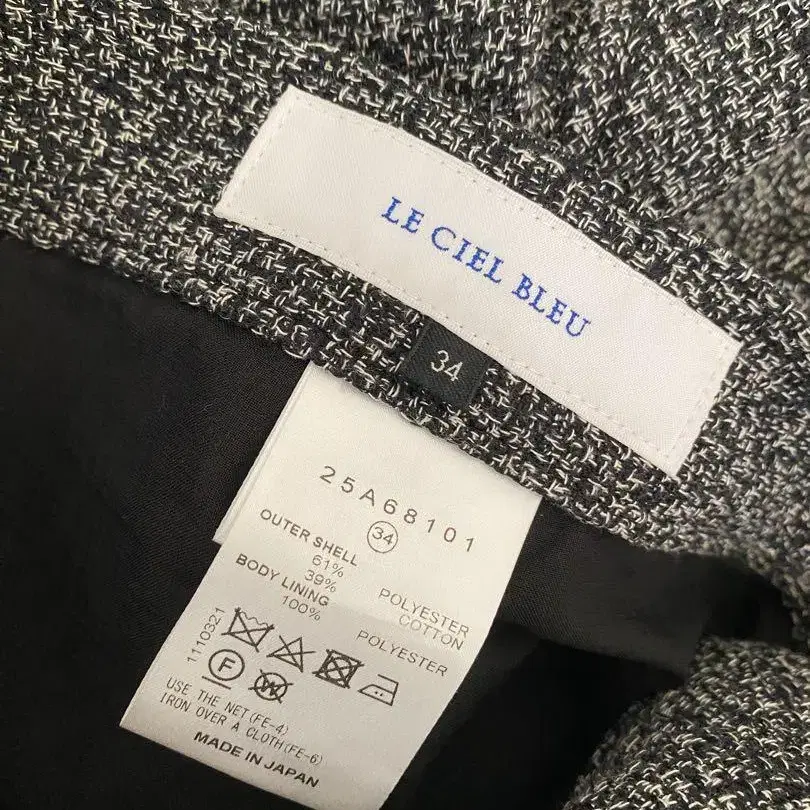 LE CIEL BLEU
34
25A68101
34
OUTER SHELL
61% POLYESTER
39% COTTON
BODY LINING
100% POLYESTER
1110321
F
W
USE THE NET(FE-4)
IRON OVER A CLOTH(FE-6)
MADE IN JAPAN